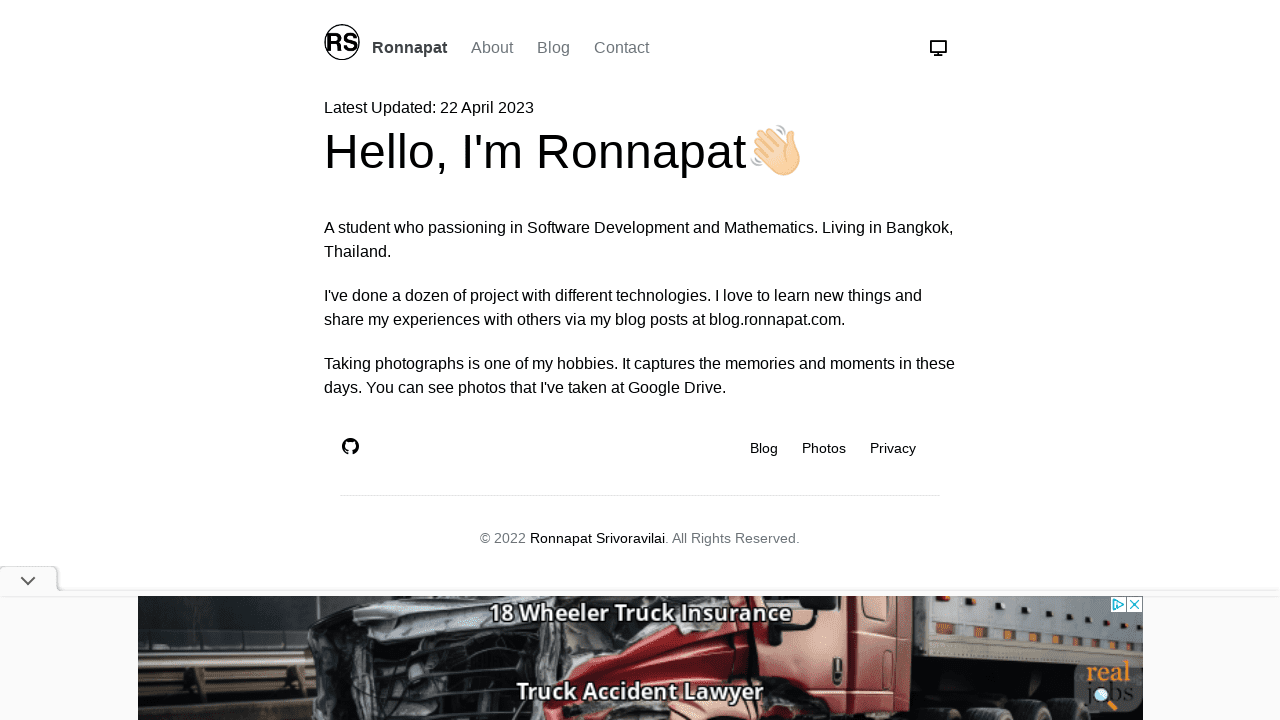 RS
Ronnapat
About
Blog
Contact
Latest Updated: 22 April 2023
Hello, I'm Ronnapat👋🏼
A student who passioning in Software Development and Mathematics. Living in Bangkok,
Thailand.
I've done a dozen of project with different technologies. I love to learn new things and
share my experiences with others via my blog posts at blog.ronnapat.com.
Taking photographs is one of my hobbies. It captures the memories and moments in these
days. You can see photos that I've taken at Google Drive.
Blog
Photos
Privacy
© 2022 Ronnapat Srivoravilai. All Rights Reserved.
18 Wheeler Truck Insurance
Truck Accident Lawyer
real
jobs